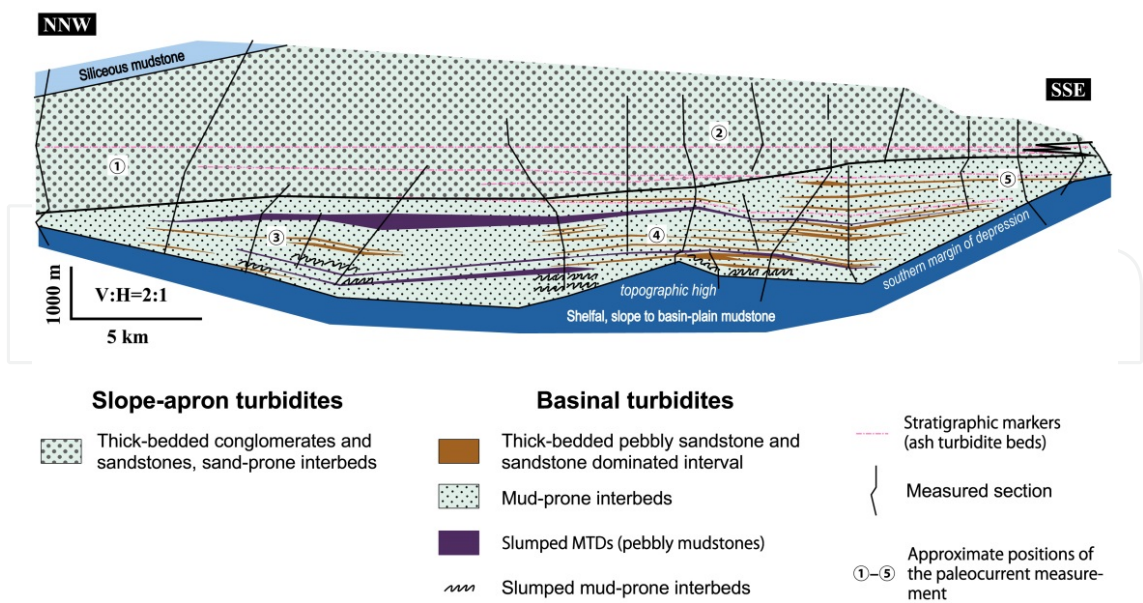 NNW
Siliceous mudstone
SSE
①
②
③
④
⑤
southern margin of depression
topographic high
Shelfal, slope to basin-plain mudstone
1000 m
V:H=2:1
5 km
Slope-apron turbidites
Thick-bedded conglomerates and
sandstones, sand-prone interbeds
Basinal turbidites
Thick-bedded pebbly sandstone and
sandstone dominated interval
Mud-prone interbeds
Slumped MTDs (pebbly mudstones)
Slumped mud-prone interbeds
Stratigraphic markers
(ash turbidite beds)
Measured section
①–⑤ Approximate positions of
the paleocurrent measure-
ment